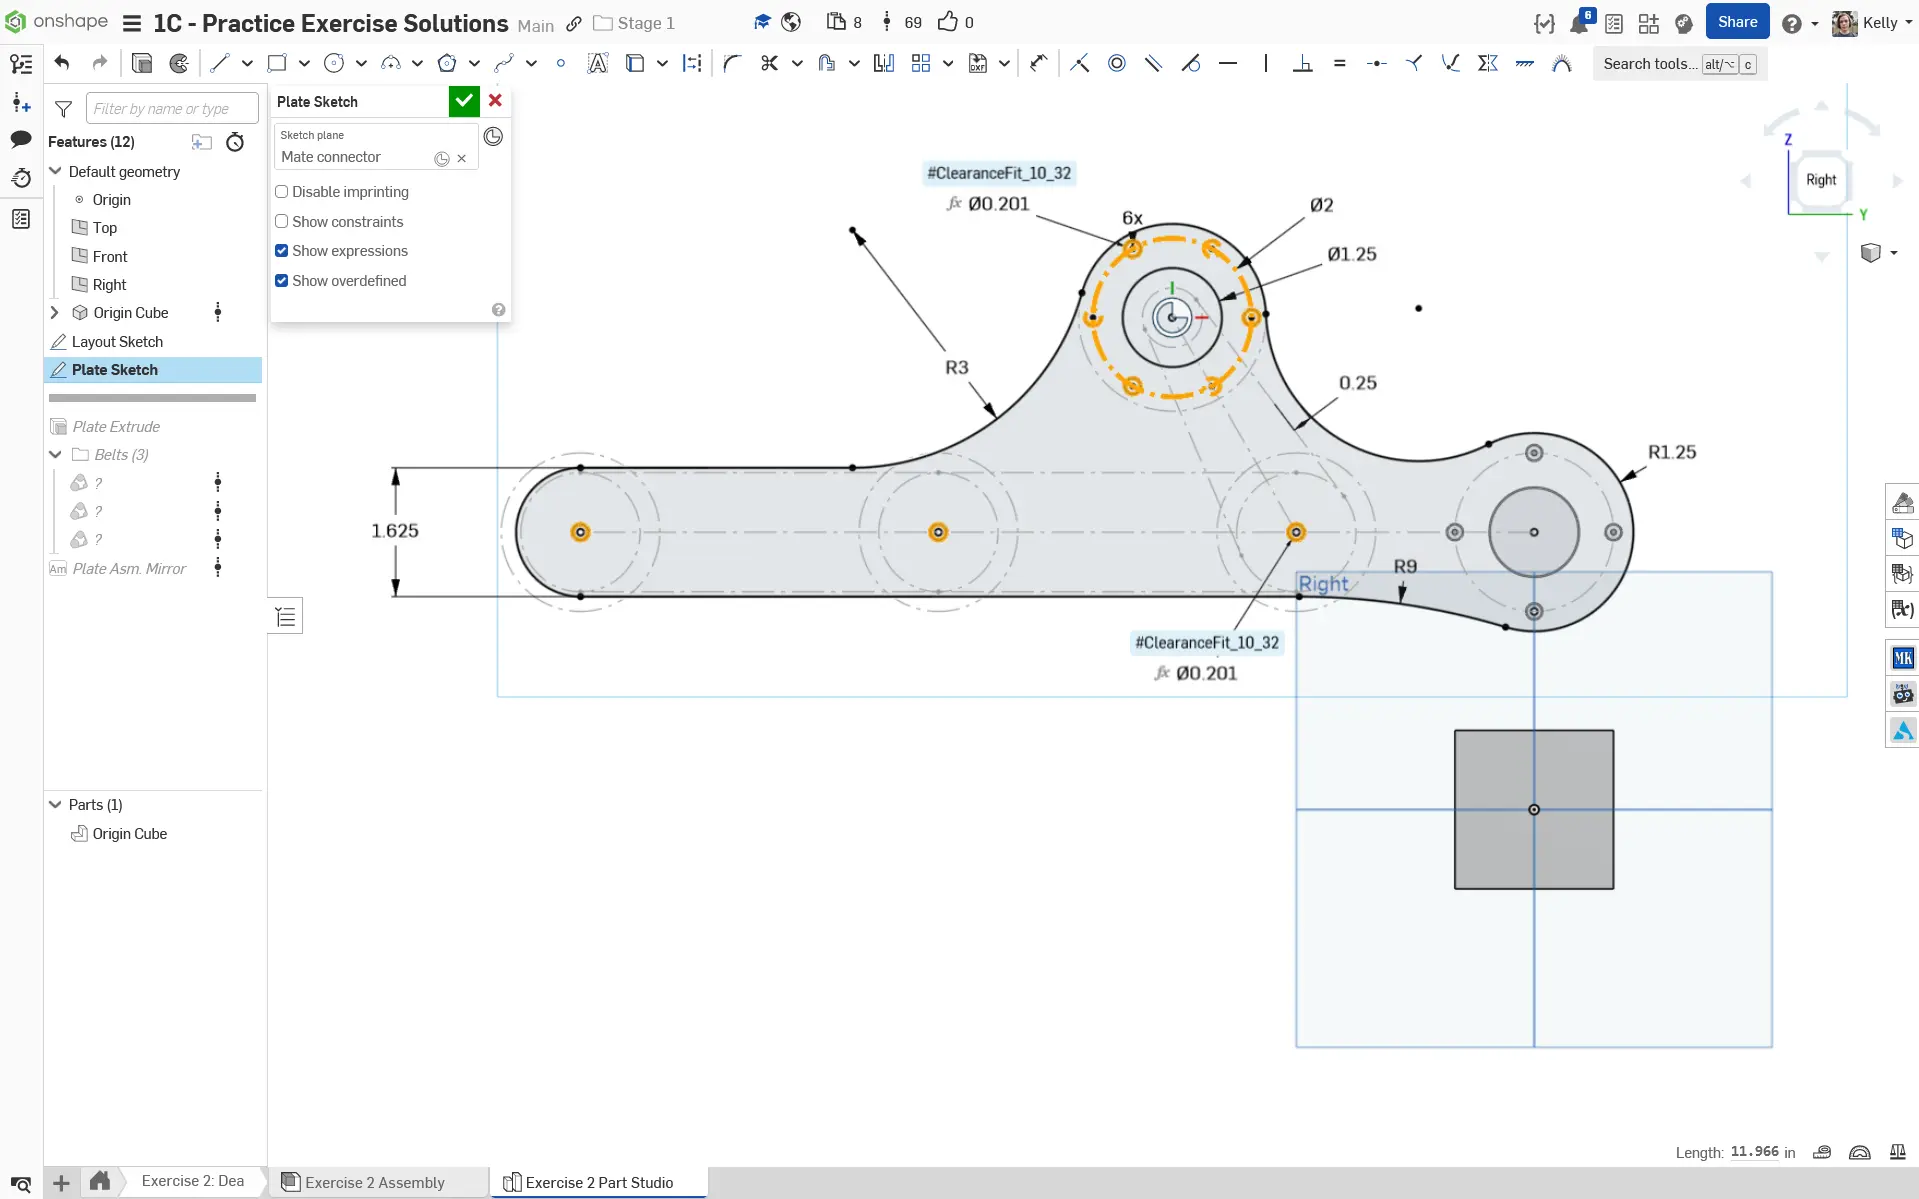 onshape
1C - Practice Exercise Solutions
Main
Stage 1
8
69
0
6
Share
Kelly
Search tools... alt/⌥ c
DXF
Filter by name or type
Features (12)
Default geometry
Origin
Top
Front
Right
Origin Cube
Layout Sketch
Plate Sketch
Plate Extrude
Belts (3)
?
?
?
Am Plate Asm. Mirror
Parts (1)
Origin Cube
Plate Sketch
Sketch plane
Mate connector
Disable imprinting
Show constraints
Show expressions
Show overdefined
#ClearanceFit_10_32
fx Ø0.201
6x
Ø2
Ø1.25
R3
0.25
R1.25
1.625
R9
Right
#ClearanceFit_10_32
fx Ø0.201
Z
Right
Y
(x)
MK
Length: 11.966 in
Exercise 2: Dea
Exercise 2 Assembly
Exercise 2 Part Studio